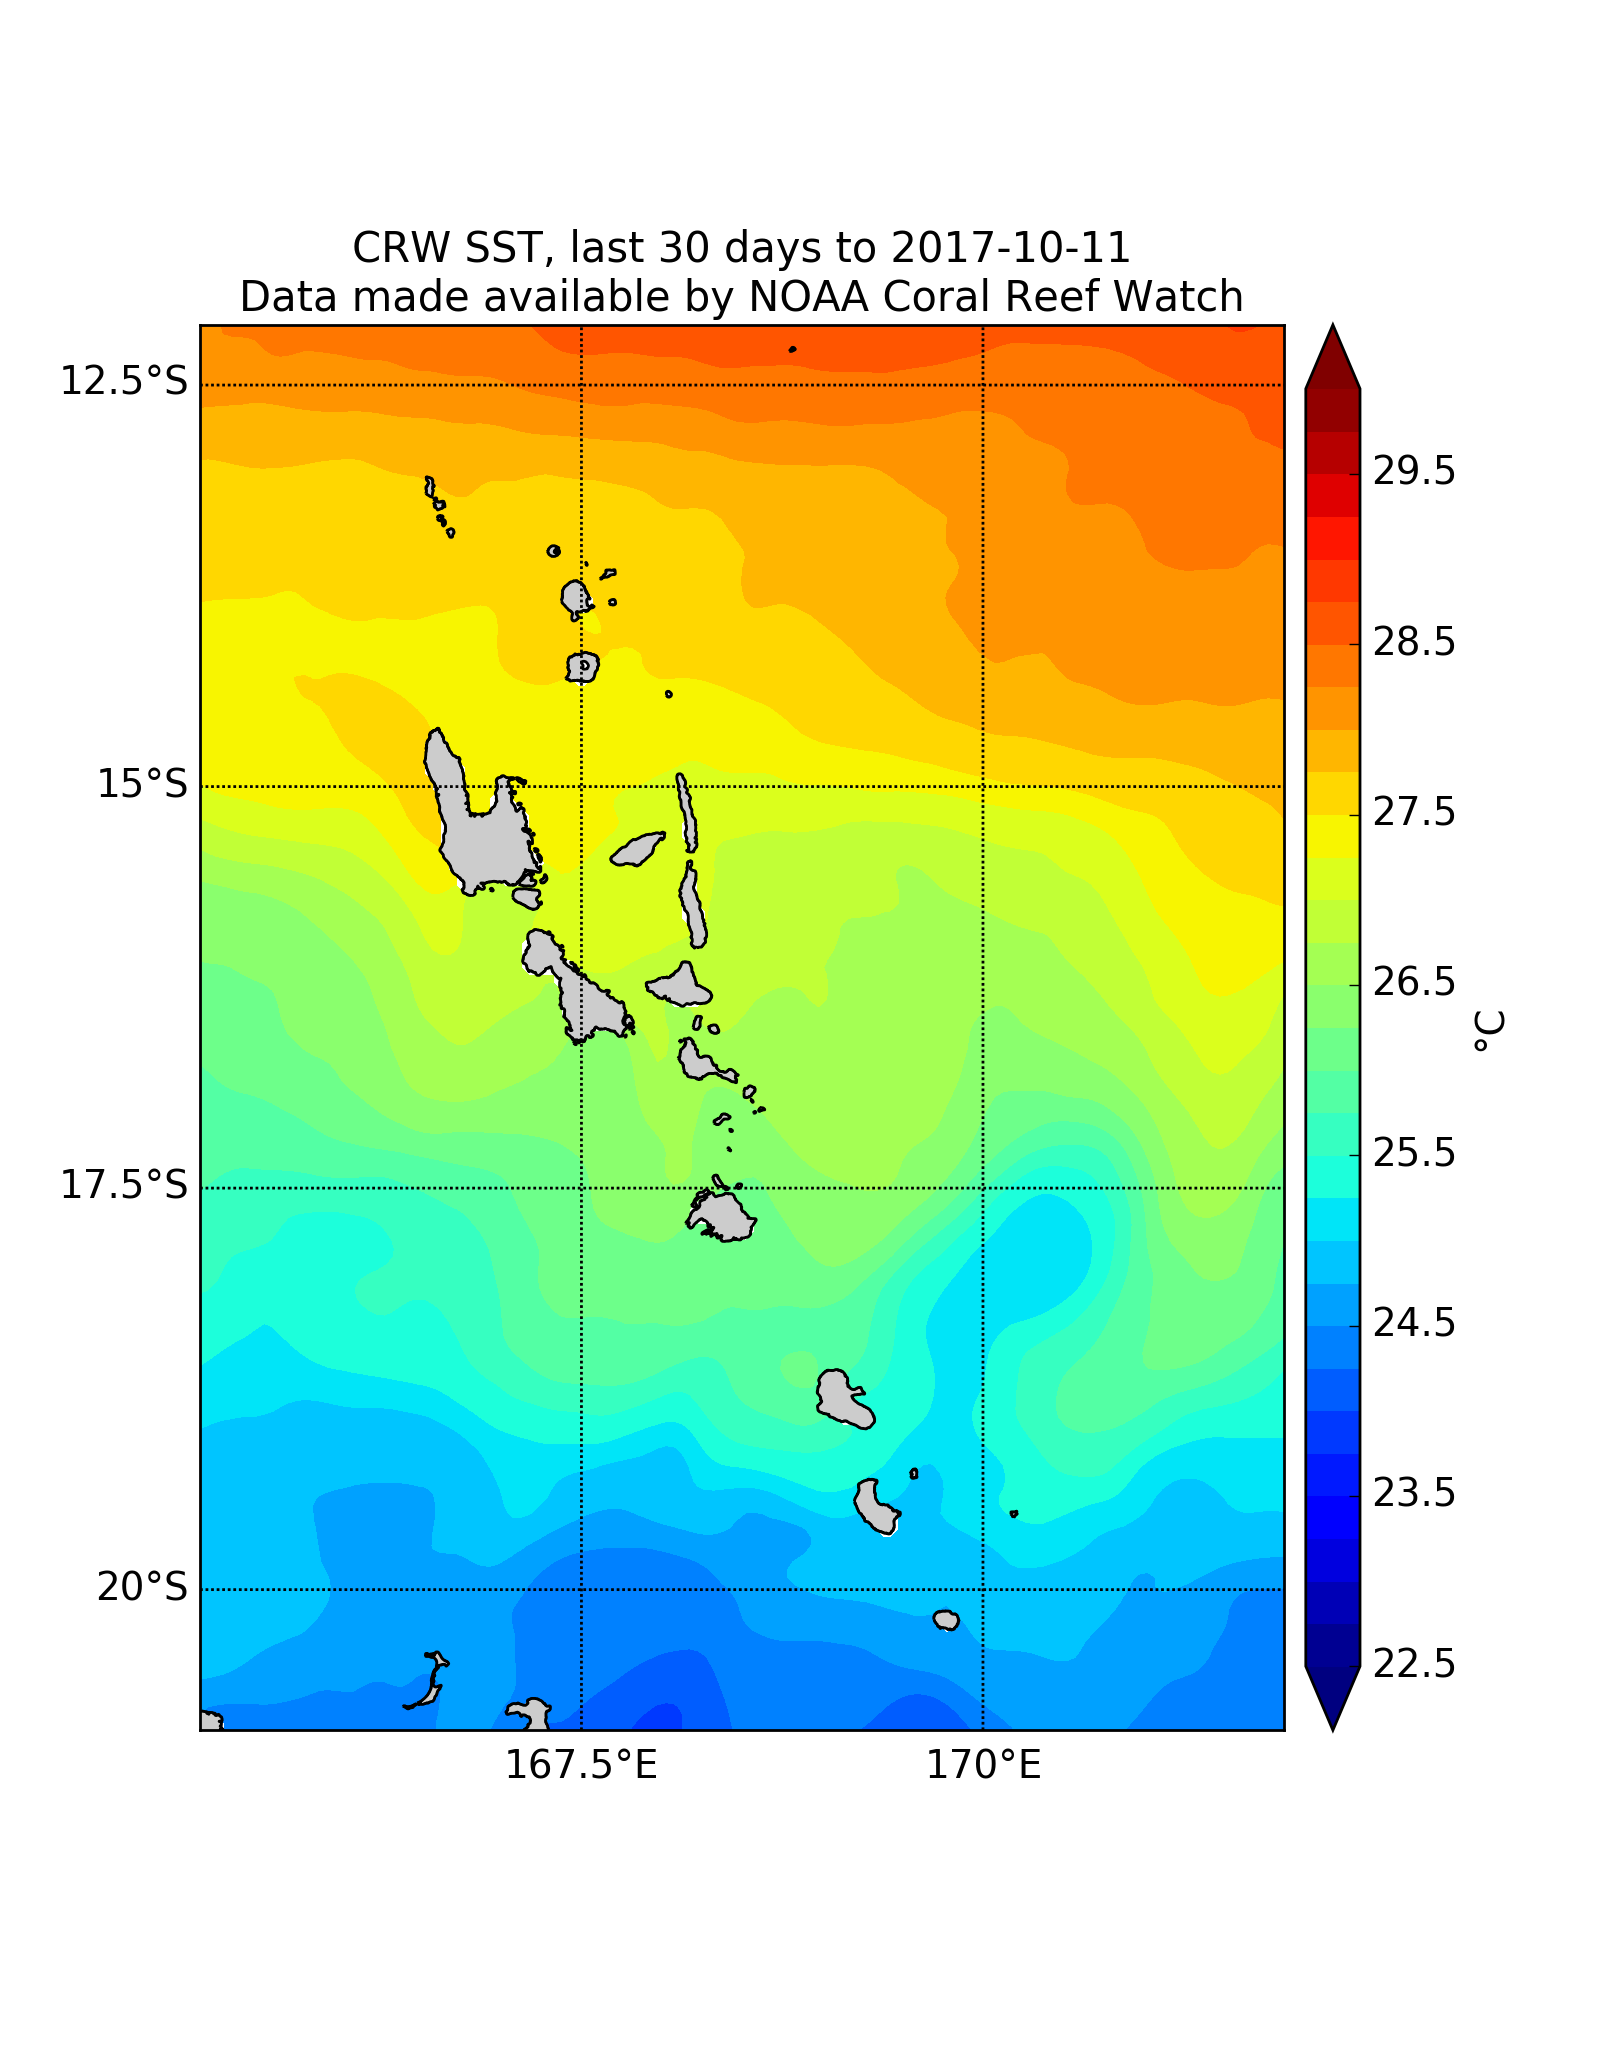 CRW SST, last 30 days to 2017-10-11
Data made available by NOAA Coral Reef Watch
12.5°S
15°S
17.5°S
20°S
167.5°E
170°E
29.5
28.5
27.5
26.5
25.5
24.5
23.5
22.5
°C